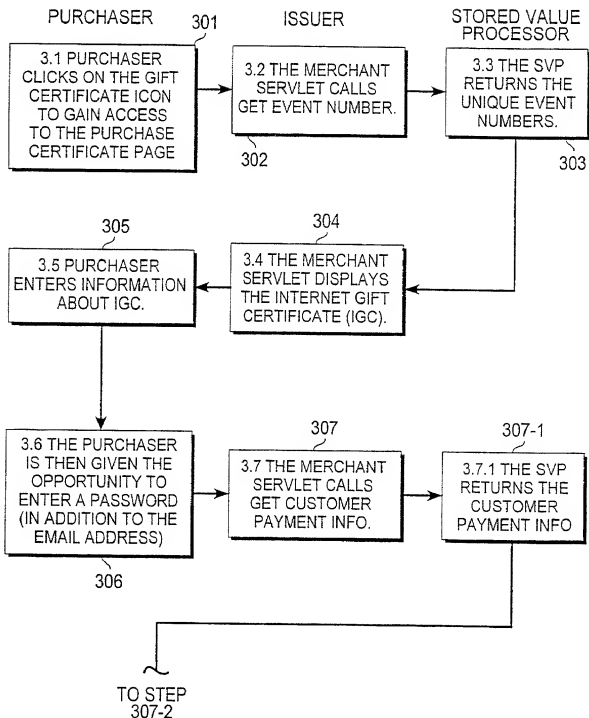 PURCHASER
ISSUER
STORED VALUE
PROCESSOR
301
3.1 PURCHASER
CLICKS ON THE GIFT
CERTIFICATE ICON
TO GAIN ACCESS
TO THE PURCHASE
CERTIFICATE PAGE
3.2 THE MERCHANT
SERVLET CALLS
GET EVENT NUMBER.
302
3.3 THE SVP
RETURNS THE
UNIQUE EVENT
NUMBERS.
303
304
3.4 THE MERCHANT
SERVLET DISPLAYS
THE INTERNET GIFT
CERTIFICATE (IGC).
305
3.5 PURCHASER
ENTERS INFORMATION
ABOUT IGC.
3.6 THE PURCHASER
IS THEN GIVEN THE
OPPORTUNITY TO
ENTER A PASSWORD
(IN ADDITION TO THE
EMAIL ADDRESS)
306
307
3.7 THE MERCHANT
SERVLET CALLS
GET CUSTOMER
PAYMENT INFO.
307-1
3.7.1 THE SVP
RETURNS THE
CUSTOMER
PAYMENT INFO
TO STEP
307-2